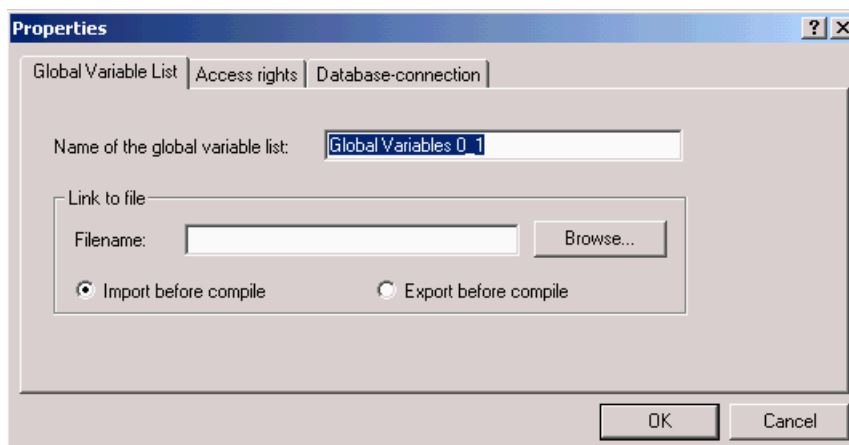 Properties
Global Variable List Access rights Database-connection
Name of the global variable list: Global Variables 0_1
Link to file
Filename: Browse...
Import before compile Export before compile
OK Cancel